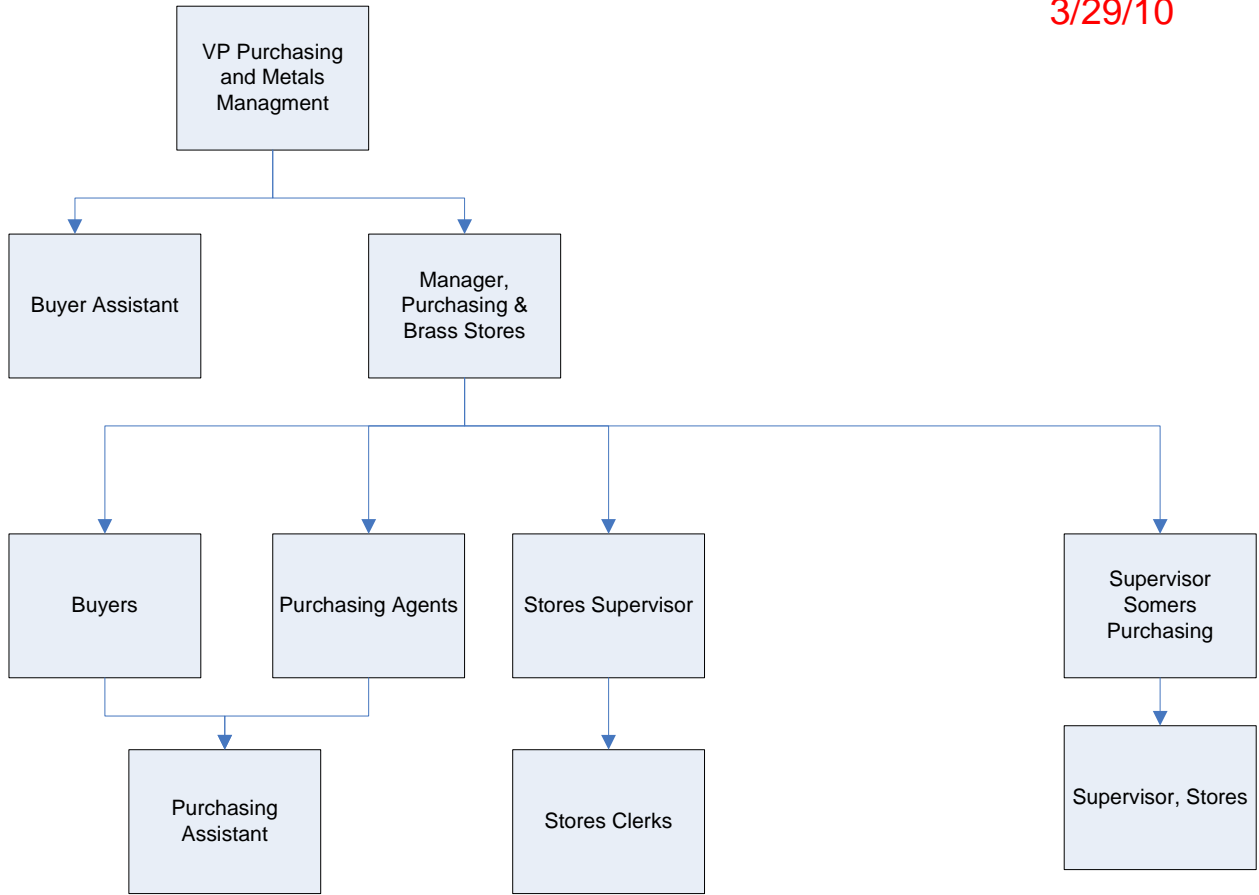 3/29/10
VP Purchasing
and Metals
Managment
Buyer Assistant
Manager,
Purchasing &
Brass Stores
Buyers
Purchasing Agents
Stores Supervisor
Supervisor
Somers
Purchasing
Purchasing
Assistant
Stores Clerks
Supervisor, Stores